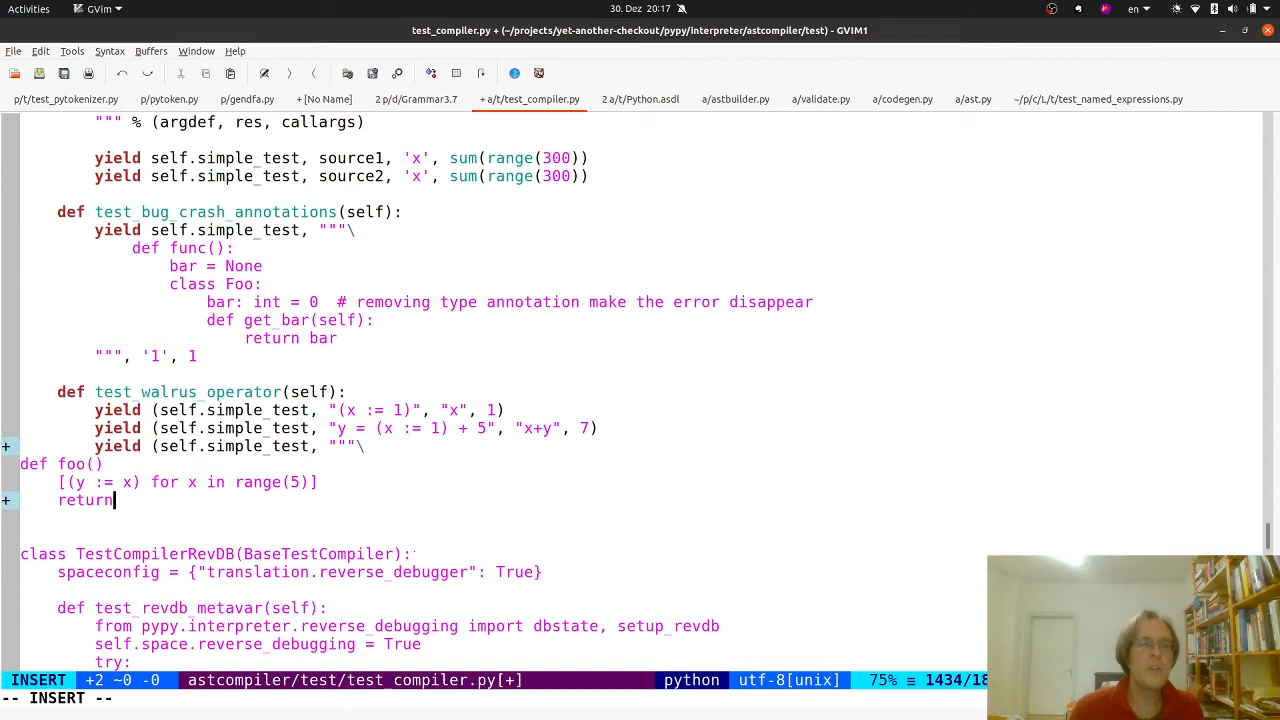 Activities GVim 30. Dez 20:17 en
test_compiler.py + (~/projects/yet-another-checkout/pypy/interpreter/astcompiler/test) - GVIM1
File Edit Tools Syntax Buffers Window Help
p/t/test_pytokenizer.py p/pytoken.py p/gendfa.py + [No Name] 2 p/d/Grammar3.7 + a/t/test_compiler.py 2 a/t/Python.asdl a/astbuilder.py a/validate.py a/codegen.py a/ast.py ~/p/c/L/t/test_named_expressions.py
""" % (argdef, res, callargs)
yield self.simple_test, source1, 'x', sum(range(300))
yield self.simple_test, source2, 'x', sum(range(300))
def test_bug_crash_annotations(self):
yield self.simple_test, """\
def func():
bar = None
class Foo:
bar: int = 0  # removing type annotation make the error disappear
def get_bar(self):
return bar
""", '1', 1
def test_walrus_operator(self):
yield (self.simple_test, "(x := 1)", "x", 1)
yield (self.simple_test, "y = (x := 1) + 5", "x+y", 7)
+ yield (self.simple_test, """\
def foo()
[(y := x) for x in range(5)]
+ return
class TestCompilerRevDB(BaseTestCompiler):
spaceconfig = {"translation.reverse_debugger": True}
def test_revdb_metavar(self):
from pypy.interpreter.reverse_debugging import dbstate, setup_revdb
self.space.reverse_debugging = True
try:
INSERT +2 ~0 -0 astcompiler/test/test_compiler.py[+] python utf-8[unix] 75% ≡ 1434/18
-- INSERT --